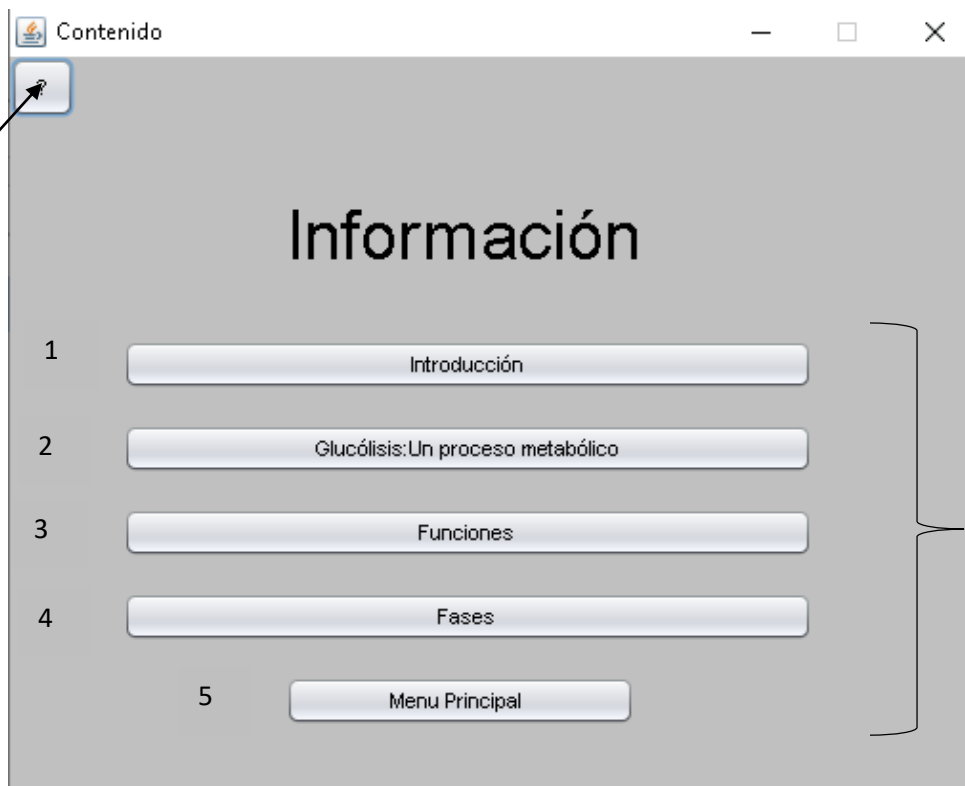 Contenido
?
Información
1 Introducción
2 Glucólisis:Un proceso metabólico
3 Funciones
4 Fases
5 Menu Principal